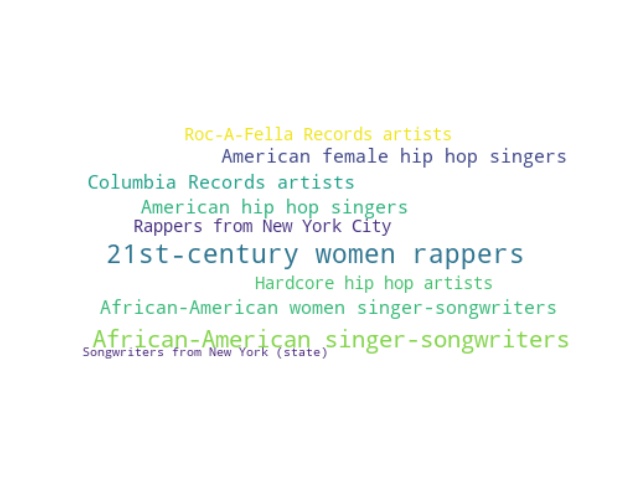 Roc-A-Fella Records artists
American female hip hop singers
Columbia Records artists
American hip hop singers
Rappers from New York City
21st-century women rappers
Hardcore hip hop artists
African-American women singer-songwriters
African-American singer-songwriters
Songwriters from New York (state)